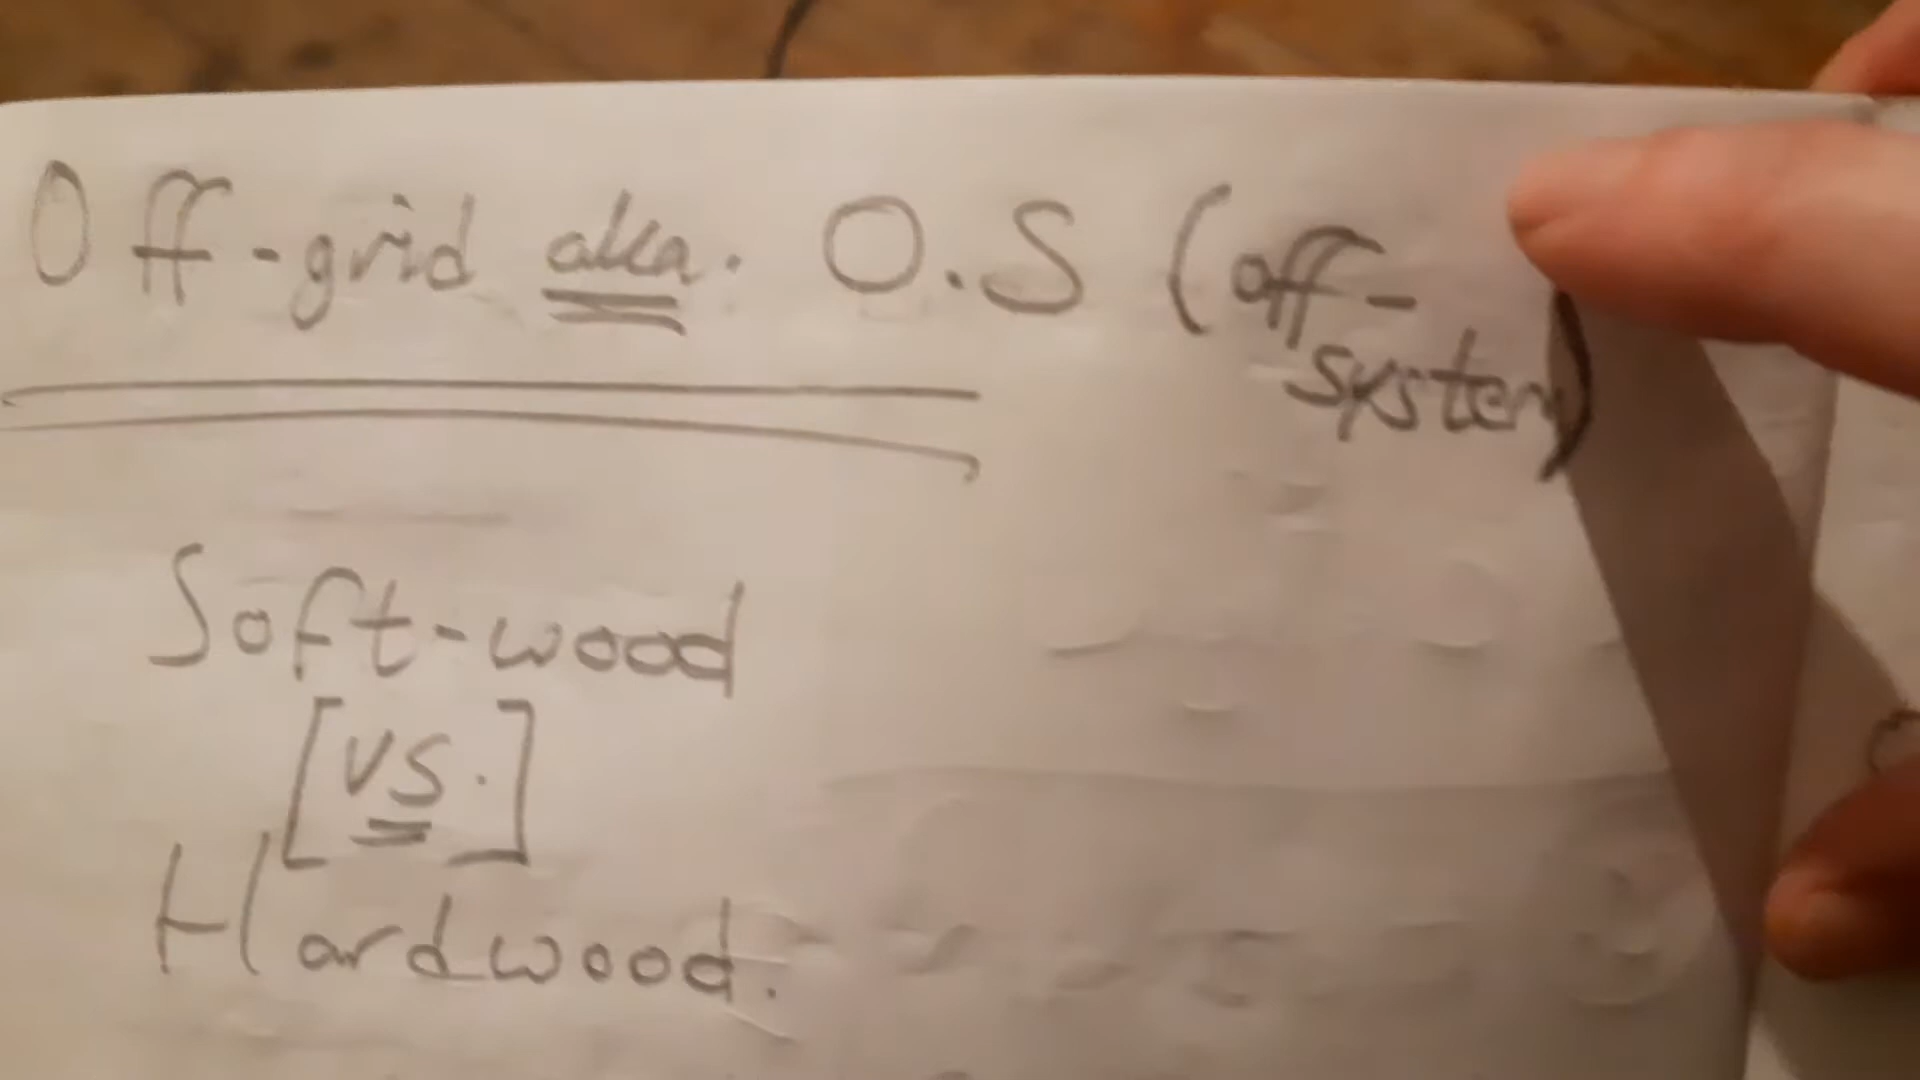 Off-grid aka. O.S (off-
system)
Soft-wood
[vs.]
Hardwood.